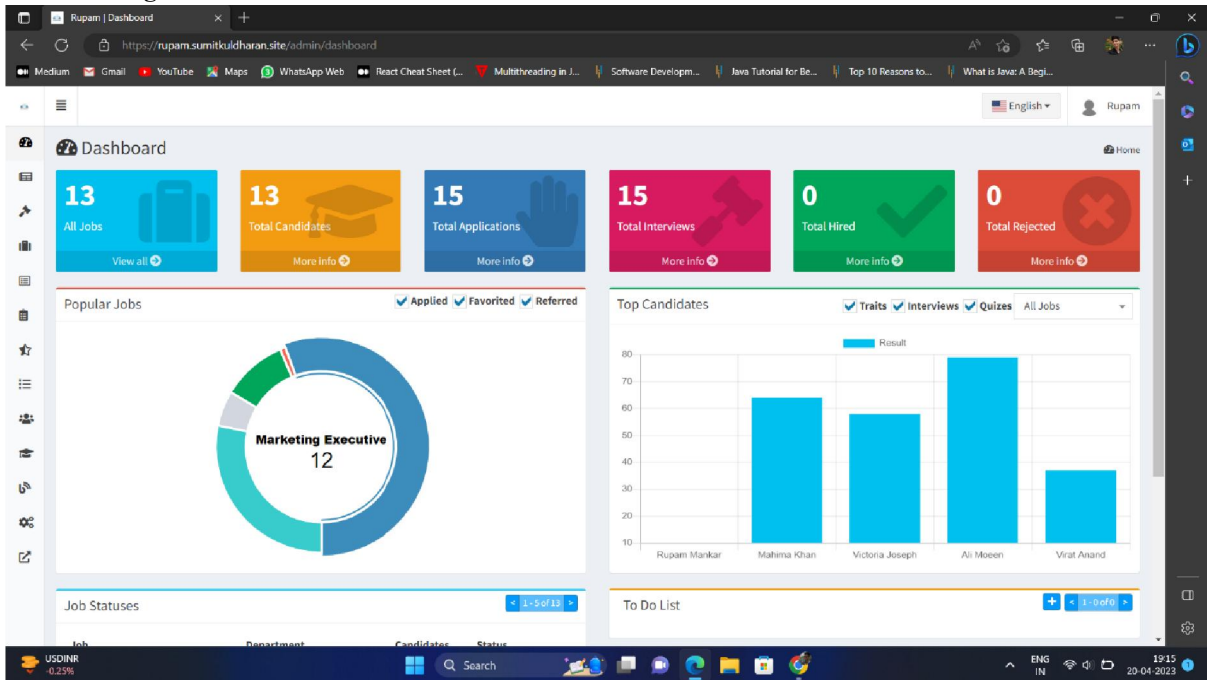 Rupam | Dashboard
https://rupam.sumitkuldharan.site/admin/dashboard
Medium Gmail YouTube Maps WhatsApp Web React Cheat Sheet (... Multithreading in J... Software Developm... Java Tutorial for Be... Top 10 Reasons to... What is Java: A Begi...
English Rupam
Dashboard Home
13 13 15 15 0 0
All Jobs Total Candidates Total Applications Total Interviews Total Hired Total Rejected
View all More info More info More info More info More info
Popular Jobs Applied Favorited Referred
Marketing Executive
12
Top Candidates Traits Interviews Quizes All Jobs
Result
80
70
60
50
40
30
20
10
Rupam Mankar Mahima Khan Victoria Joseph Ali Moeen Virat Anand
Job Statuses < 1 - 5 of 13 >
Job Department Candidates Status
To Do List + < 1 - 0 of 0 >
USDINR
-0.25%
Search
ENG
IN
19:15
20-04-2023
1